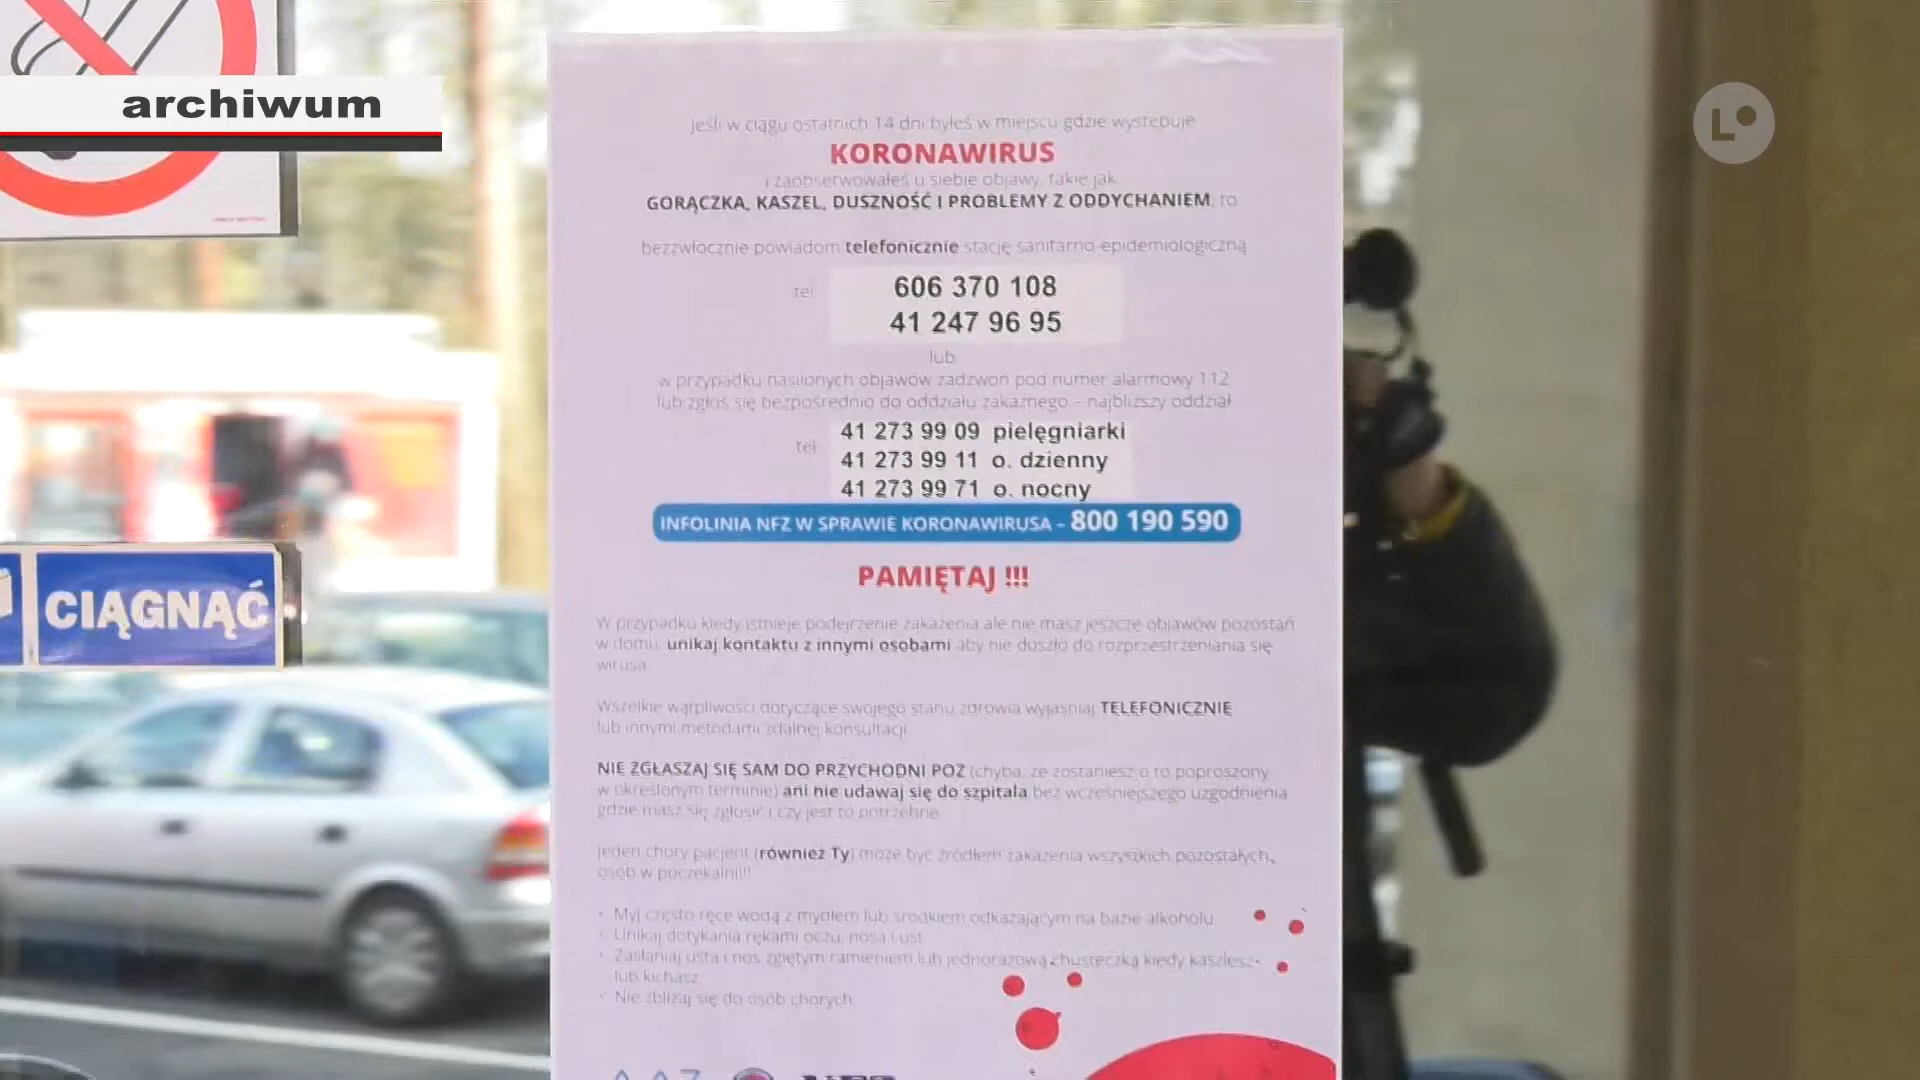 archiwum
Jeśli w ciągu ostatnich 14 dni byłeś w miejscu gdzie występuje
KORONAWIRUS
i zaobserwowałeś u siebie objawy, takie jak:
GORĄCZKA, KASZEL, DUSZNOŚĆ I PROBLEMY Z ODDYCHANIEM, to
bezzwłocznie powiadom telefonicznie stację sanitarno-epidemiologiczną
tel 606 370 108
41 247 96 95
lub
w przypadku nasilonych objawów zadzwoń pod numer alarmowy 112
lub zgłoś się bezpośrednio do oddziału zakaźnego – najbliższy oddział
41 273 99 09 pielęgniarki
tel 41 273 99 11 o. dzienny
41 273 99 71 o. nocny
INFOLINIA NFZ W SPRAWIE KORONAWIRUSA – 800 190 590
PAMIĘTAJ !!!
W przypadku kiedy istnieje podejrzenie zakażenia ale nie masz jeszcze objawów pozostań
w domu, unikaj kontaktu z innymi osobami aby nie doszło do rozprzestrzeniania się
wirusa.
Wszelkie wątpliwości dotyczące swojego stanu zdrowia wyjaśniaj TELEFONICZNIE
lub innymi metodami zdalnej konsultacji
NIE ZGŁASZAJ SIĘ SAM DO PRZYCHODNI POZ (chyba, że zostaniesz o to poproszony
w określonym terminie) ani nie udawaj się do szpitala bez wcześniejszego uzgodnienia
gdzie masz się zgłosić i czy jest to potrzebne.
Jeden chory pacjent (również Ty) może być źródłem zakażenia wszystkich pozostałych
osób w poczekalni!!!
• Myj często ręce wodą z mydłem lub środkiem odkażającym na bazie alkoholu.
• Unikaj dotykania rękami oczu, nosa i ust.
• Zasłaniaj usta i nos zgiętym ramieniem lub jednorazową chusteczką kiedy kaszlesz
lub kichasz
• Nie zbliżaj się do osób chorych.
CIĄGNĄĆ